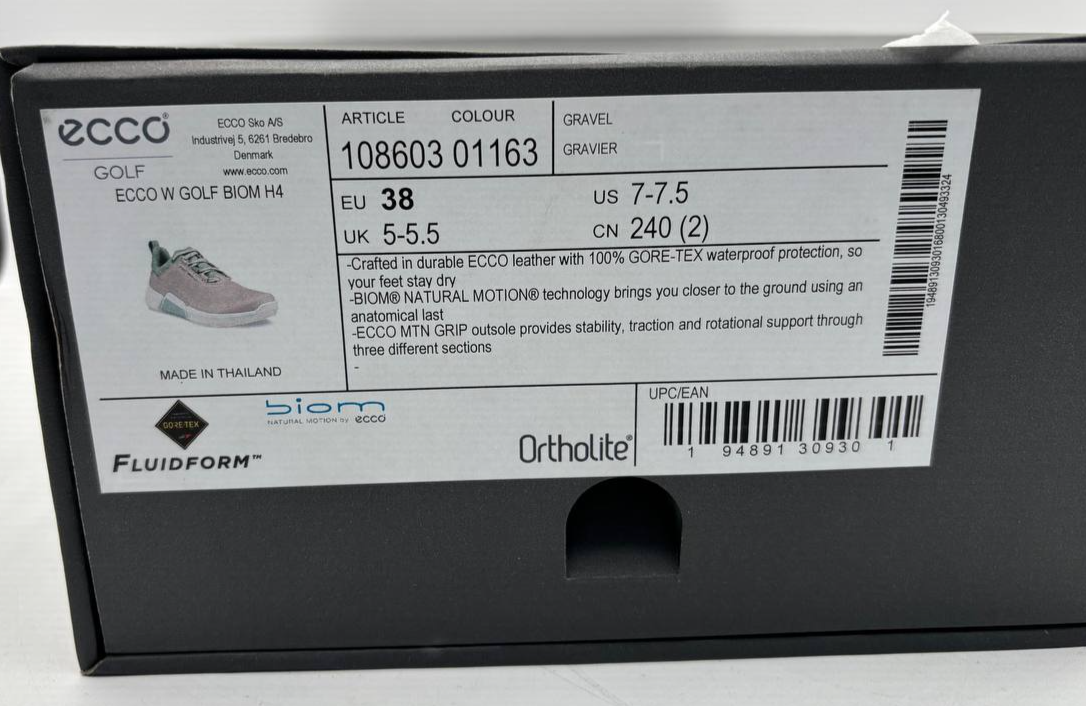 ecco®
ECCO Sko A/S
Industrivej 5, 6261 Bredebro
Denmark
www.ecco.com
GOLF
ECCO W GOLF BIOM H4
MADE IN THAILAND
ARTICLE COLOUR
108603 01163
GRAVEL
GRAVIER
EU 38
US 7-7.5
UK 5-5.5
CN 240 (2)
-Crafted in durable ECCO leather with 100% GORE-TEX waterproof protection, so
your feet stay dry
-BIOM® NATURAL MOTION® technology brings you closer to the ground using an
anatomical last
-ECCO MTN GRIP outsole provides stability, traction and rotational support through
three different sections
-
1948913093016800130493324
GORE-TEX
FLUIDFORM™
biom
NATURAL MOTION BY ecco
Ortholite®
UPC/EAN
1 94891 30930 1